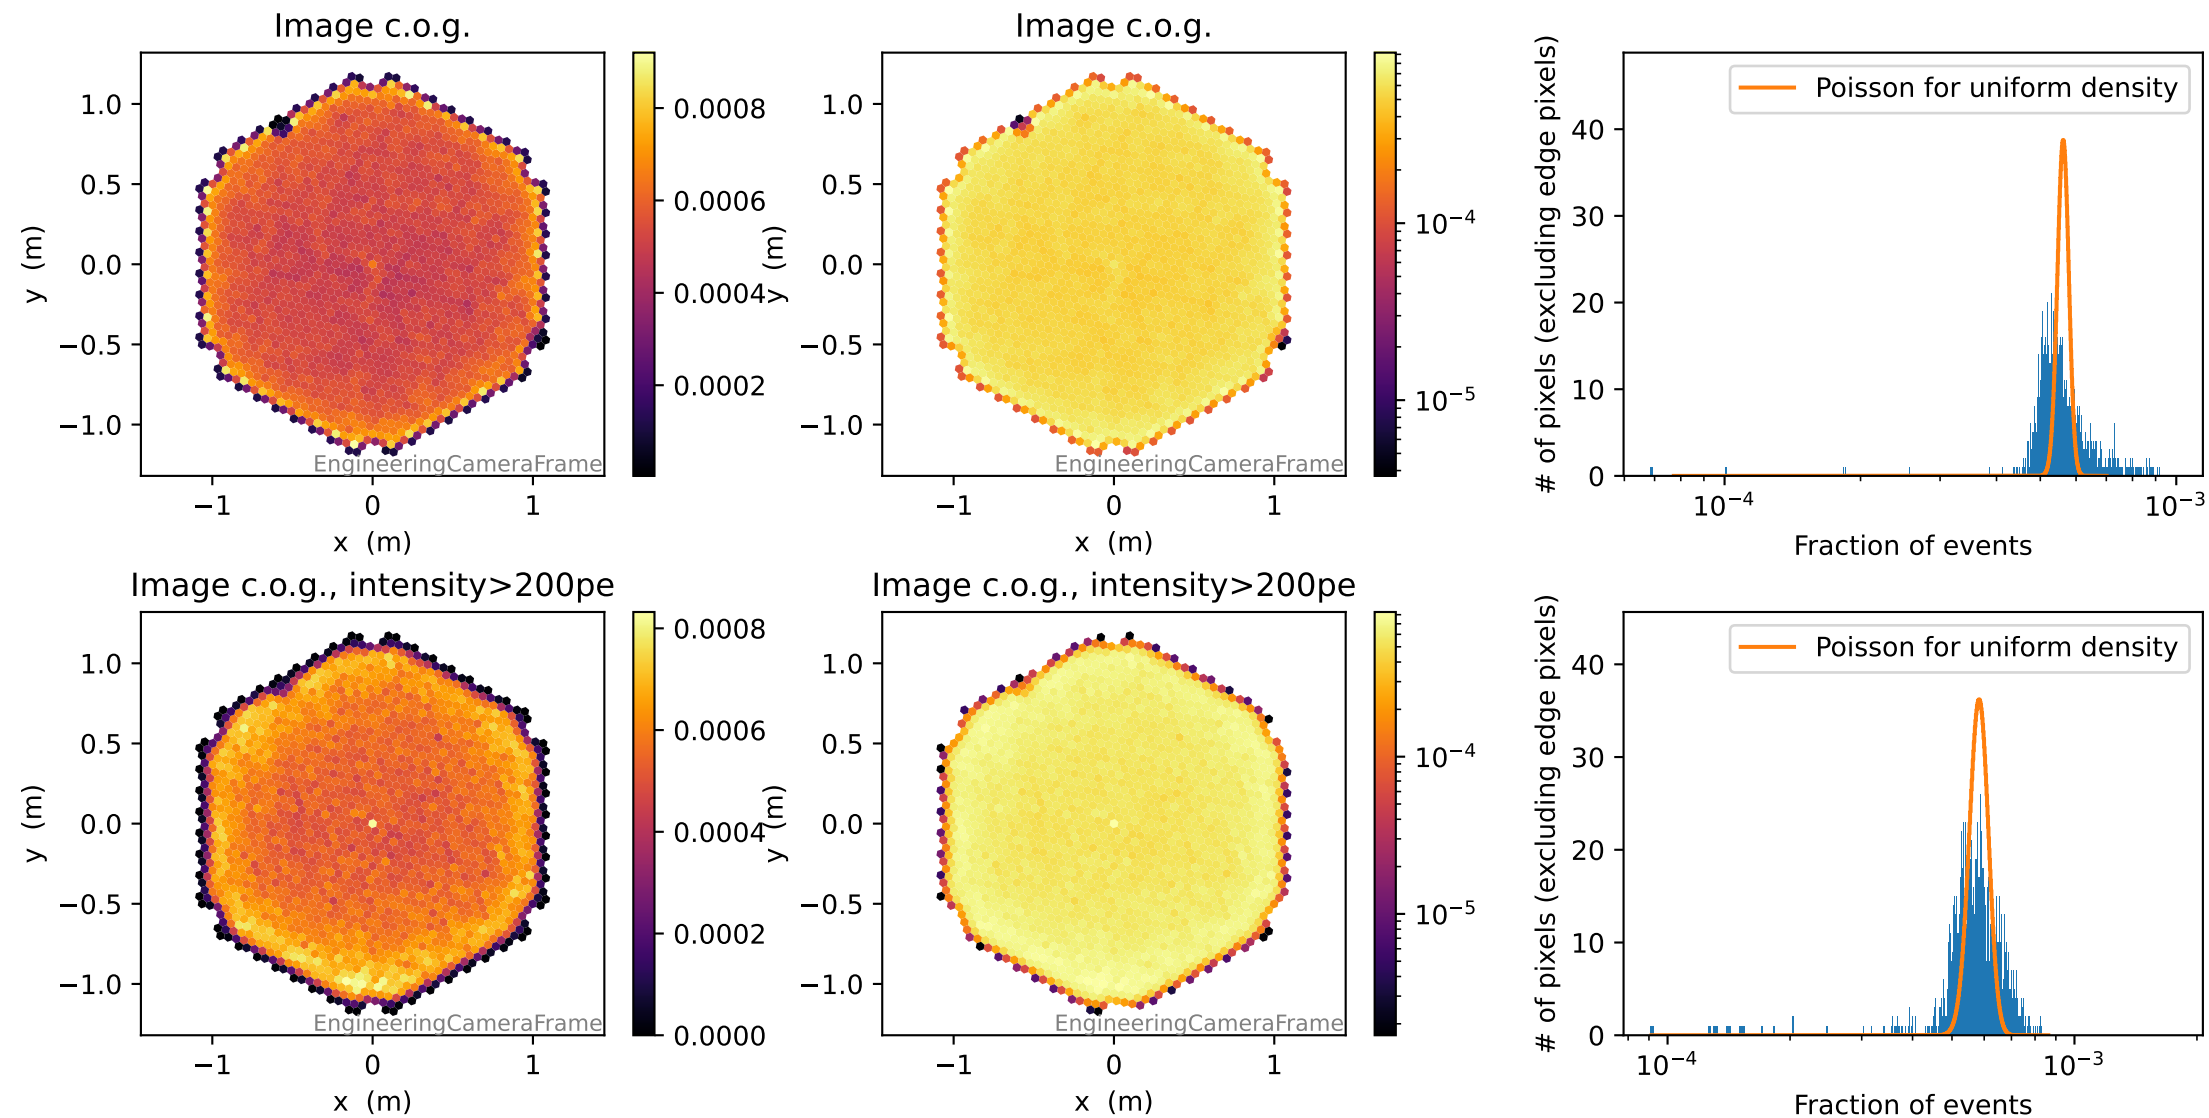 Image c.o.g.
y (m)
1.0
0.5
0.0
−0.5
−1.0
EngineeringCameraFrame
−1 0 1
x (m)
0.0008
0.0006
0.0004
0.0002
Image c.o.g.
y (m)
1.0
0.5
0.0
−0.5
−1.0
EngineeringCameraFrame
−1 0 1
x (m)
10−4
10−5
# of pixels (excluding edge pixels)
40
30
20
10
0
Poisson for uniform density
10−4 10−3
Fraction of events
Image c.o.g., intensity>200pe
y (m)
1.0
0.5
0.0
−0.5
−1.0
EngineeringCameraFrame
−1 0 1
x (m)
0.0008
0.0006
0.0004
0.0002
0.0000
Image c.o.g., intensity>200pe
y (m)
1.0
0.5
0.0
−0.5
−1.0
EngineeringCameraFrame
−1 0 1
x (m)
10−4
10−5
# of pixels (excluding edge pixels)
40
30
20
10
0
Poisson for uniform density
10−4 10−3
Fraction of events